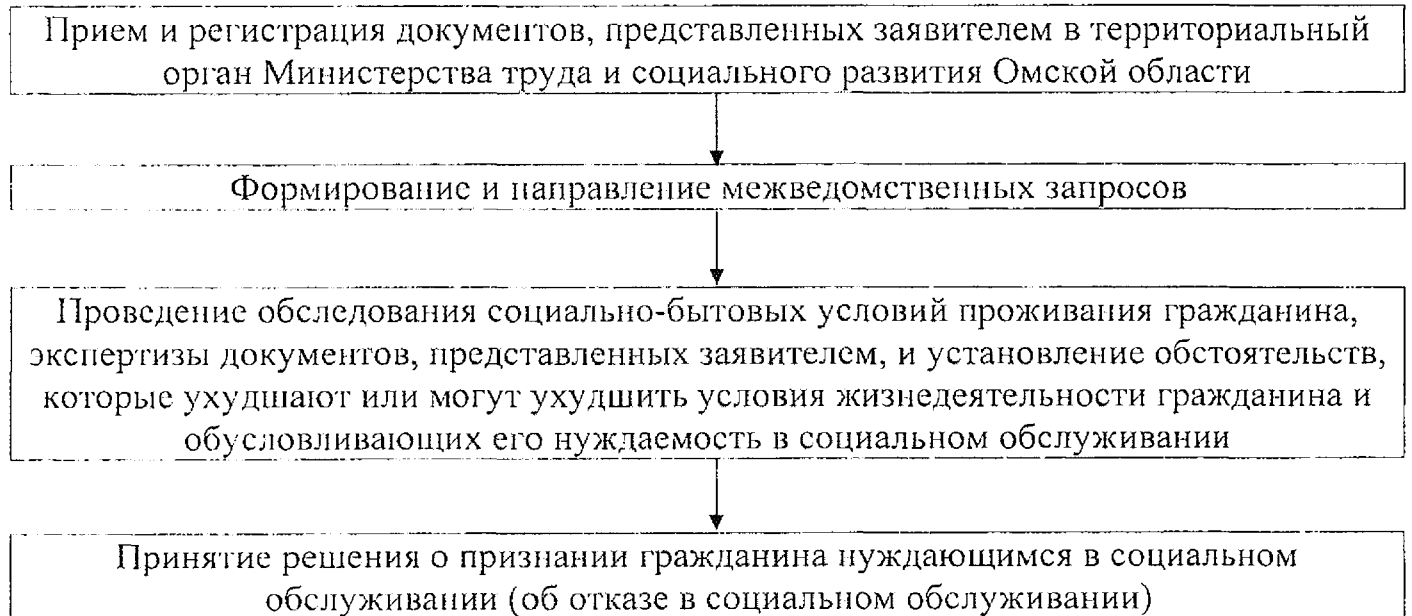 Прием и регистрация документов, представленных заявителем в территориальный
орган Министерства труда и социального развития Омской области
Формирование и направление межведомственных запросов
Проведение обследования социально-бытовых условий проживания гражданина,
экспертизы документов, представленных заявителем, и установление обстоятельств,
которые ухудшают или могут ухудшить условия жизнедеятельности гражданина и
обусловливающих его нуждаемость в социальном обслуживании
Принятие решения о признании гражданина нуждающимся в социальном
обслуживании (об отказе в социальном обслуживании)